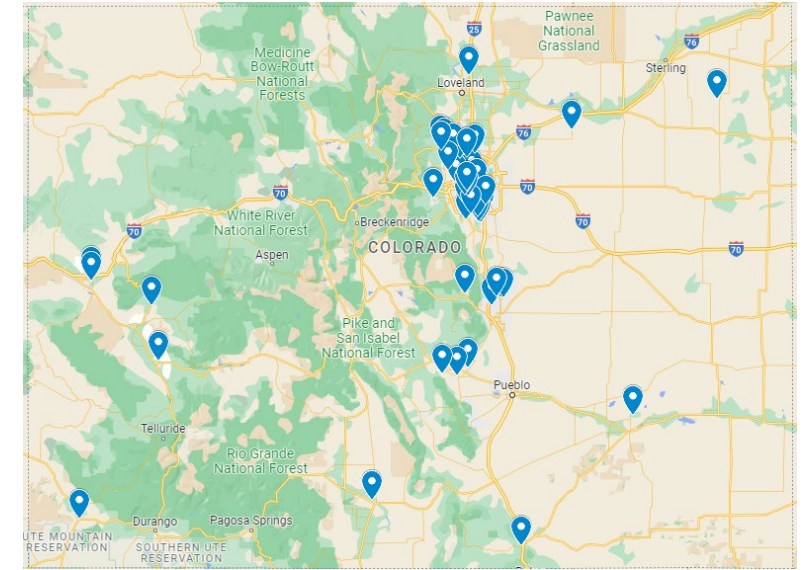 Pawnee
National
Grassland
25
76
Medicine
Bow-Routt
National
Forests
Sterling
Loveland
76
70
70
White River
National Forest
Breckenridge
70
70
70
COLORADO
Aspen
Pike and
San Isabel
National Forest
Pueblo
Telluride
Rio Grande
National Forest
Durango
Pagosa Springs
UTE MOUNTAIN
RESERVATION
SOUTHERN UTE
RESERVATION